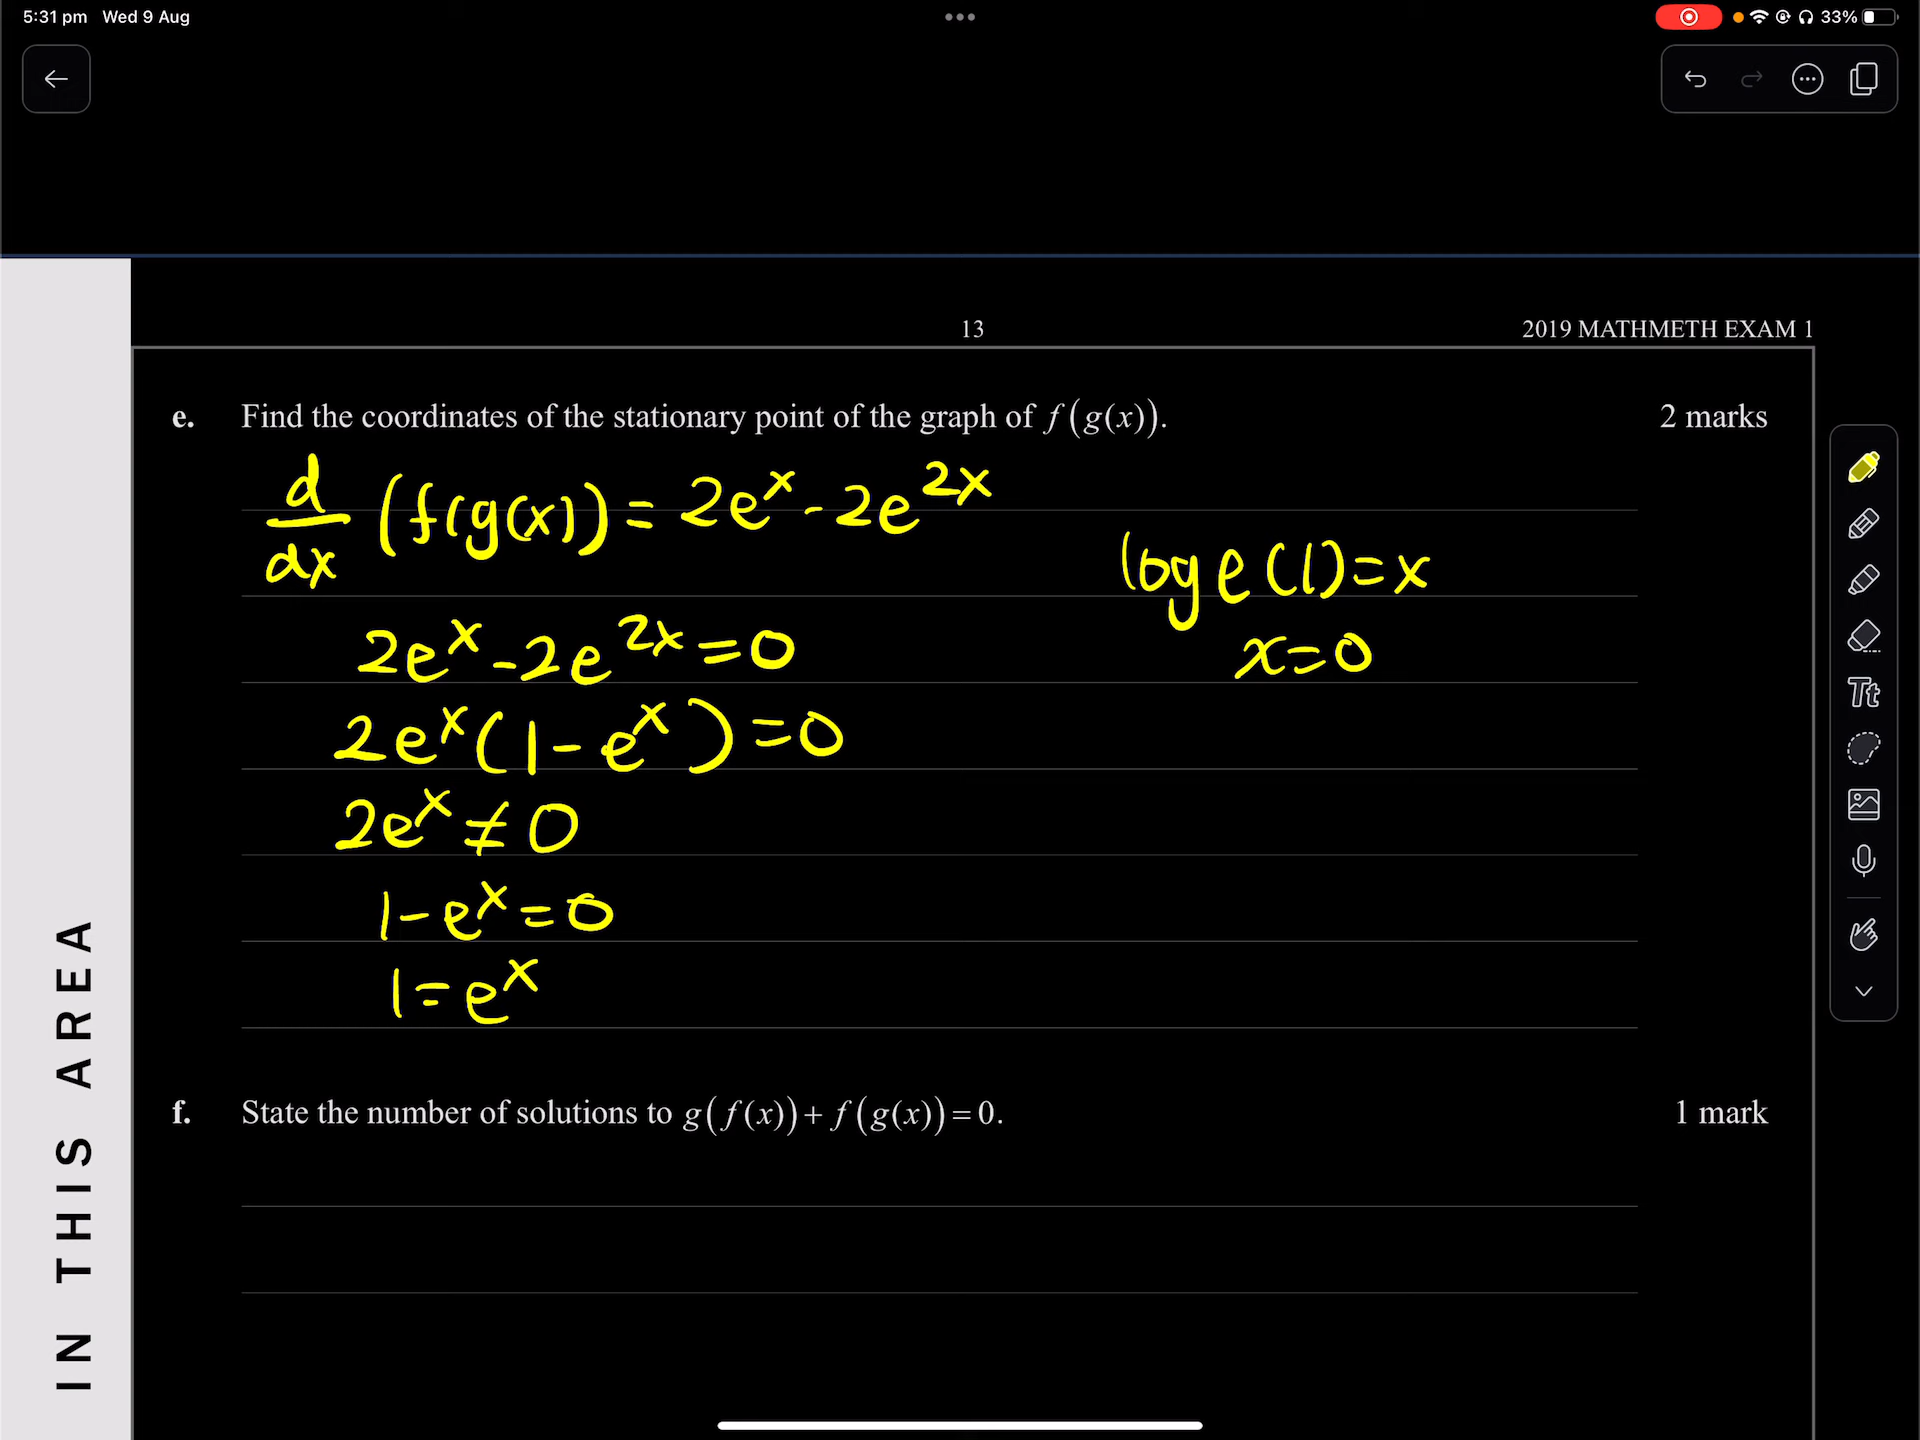 5:31 pm Wed 9 Aug
33%
13
2019 MATHMETH EXAM 1
e. Find the coordinates of the stationary point of the graph of f(g(x)). 2 marks
d/dx (f(g(x)) = 2e^x - 2e^2x
2e^x - 2e^2x = 0
2e^x (1 - e^x) = 0
2e^x ≠ 0
1 - e^x = 0
1 = e^x
loge(1) = x
x = 0
f. State the number of solutions to g(f(x)) + f(g(x)) = 0. 1 mark
IN THIS AREA
Tt